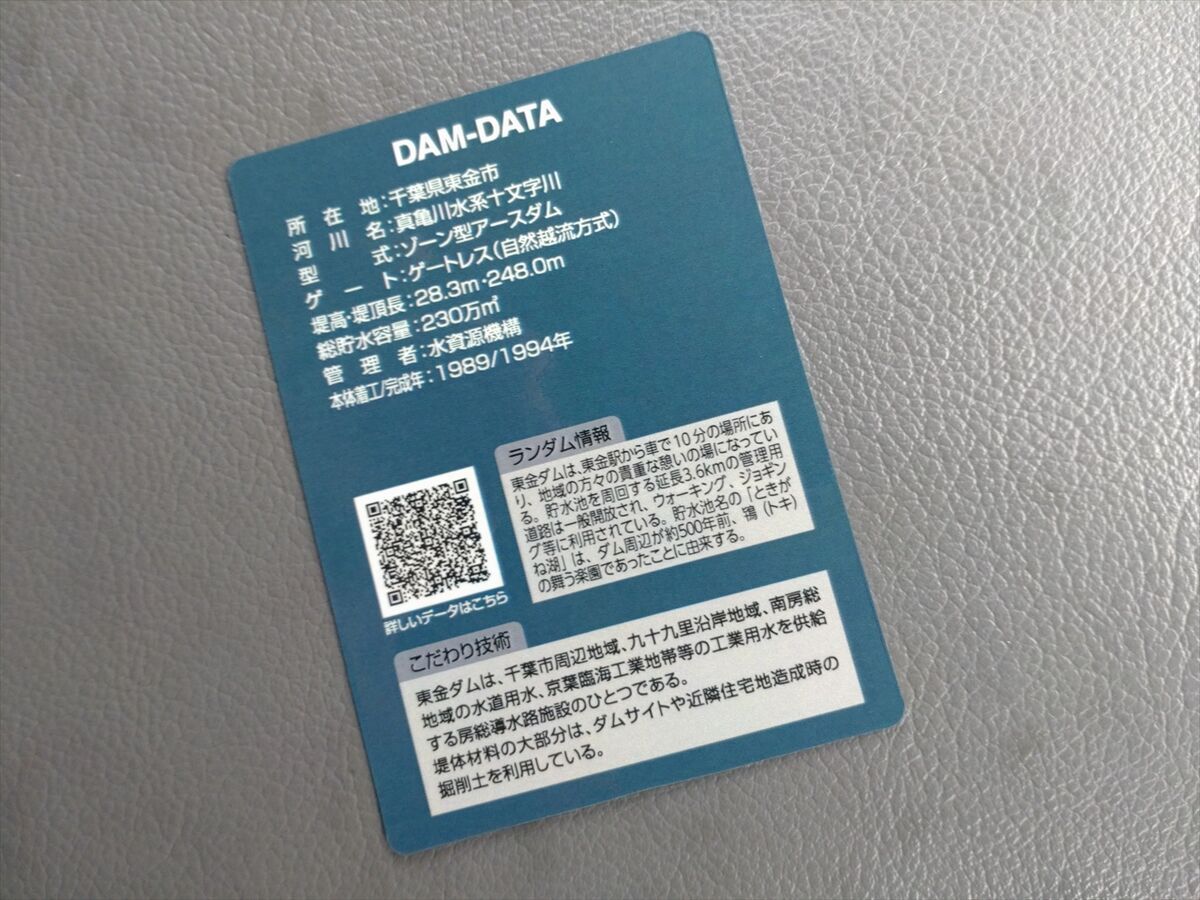 DAM-DATA
所在地:千葉県東金市
河川名:真亀川水系十文字川
型式:ゾーン型アースダム
ゲート:ゲートレス(自然越流方式)
堤高・堤頂長:28.3m・248.0m
総貯水容量:230万㎥
管理者:水資源機構
本体着工/完成年:1989/1994年
ランダム情報
東金ダムは、東金駅から車で10分の場所にあ
り、地域の方々の貴重な憩いの場になってい
る。貯水池を周回する延長3.6kmの管理用
道路は一般開放され、ウォーキング、ジョギン
グ等に利用されている。貯水池名の「ときが
ね湖」は、ダム周辺が約500年前、鴇(トキ)
の舞う楽園であったことに由来する。
詳しいデータはこちら
こだわり技術
東金ダムは、千葉市周辺地域、九十九里沿岸地域、南房総
地域の水道用水、京葉臨海工業地帯等の工業用水を供給
する房総導水路施設のひとつである。
堤体材料の大部分は、ダムサイトや近隣住宅地造成時の
掘削土を利用している。